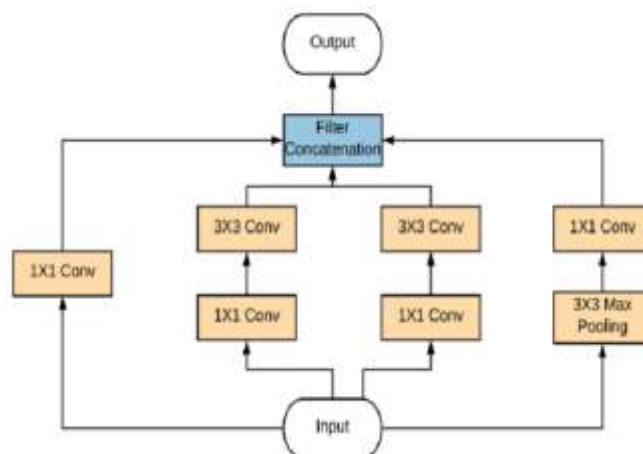 Output
Filter
Concatenation
3X3 Conv
3X3 Conv
1X1 Conv
1X1 Conv
1X1 Conv
1X1 Conv
3X3 Max
Pooling
Input